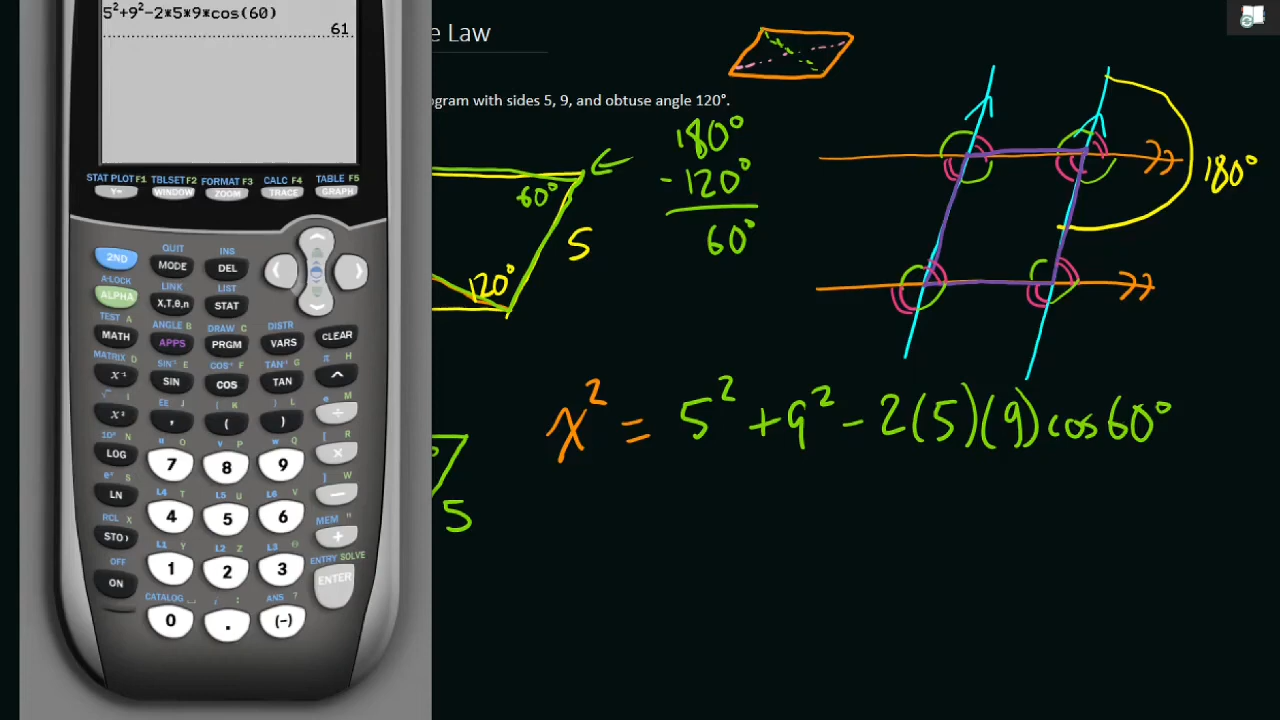 5²+9²-2*5*9*cos(60)
61
e Law
ogram with sides 5, 9, and obtuse angle 120°.
180°
-120°
60°
60°
5
120°
180°
x² = 5² + 9² - 2(5)(9)cos60°
5
STAT PLOT F1 TBLSET F2 FORMAT F3 CALC F4 TABLE F5
Y= WINDOW ZOOM TRACE GRAPH
QUIT INS
2ND MODE DEL
A-LOCK LINK LIST
ALPHA X,T,θ,n STAT
TEST A ANGLE B DRAW C DISTR
MATH APPS PRGM VARS CLEAR
MATRIX D SIN⁻¹ E COS⁻¹ F TAN⁻¹ G π H
X⁻¹ SIN COS TAN ^
√ I EE J { K } L e M
X² , ( ) ÷
10ˣ N u O v P w Q [ R
LOG 7 8 9 ×
eˣ S L4 T L5 U L6 V ] W
LN 4 5 6 −
RCL X L1 Y L2 Z L3 θ MEM "
STO› 1 2 3 +
OFF CATALOG i : ANS ? ENTRY SOLVE
ON 0 . (-) ENTER